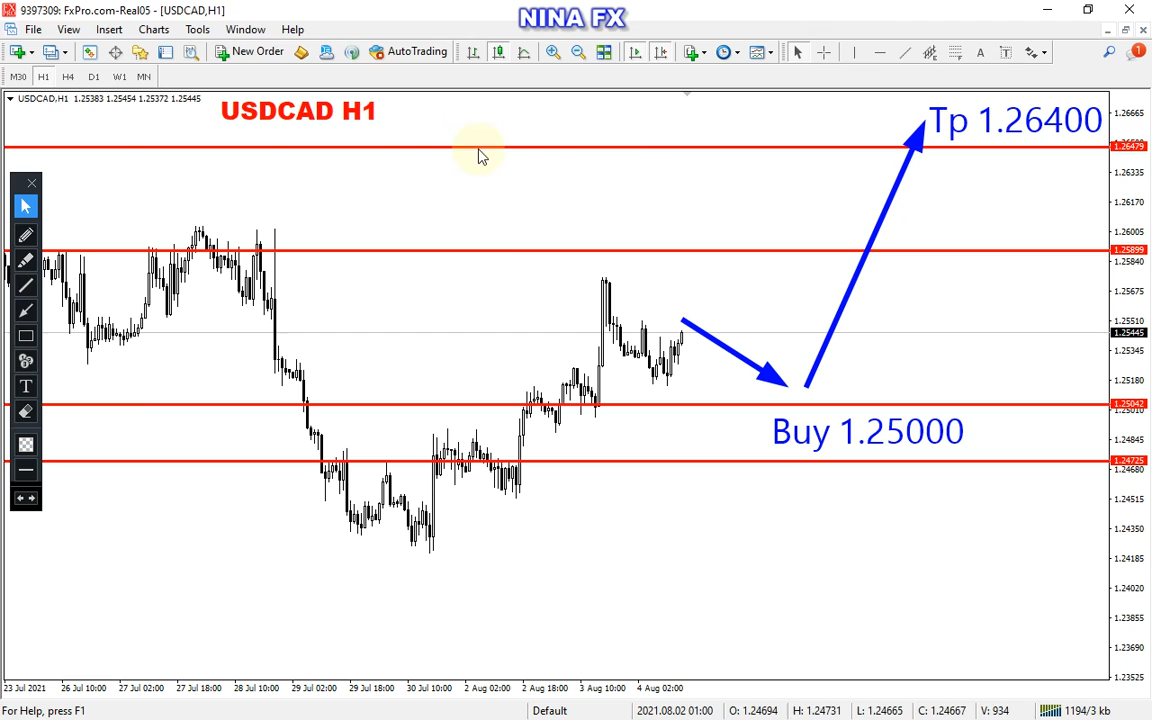 9397309: FxPro.com-Real05 - [USDCAD,H1]
NINA FX
File View Insert Charts Tools Window Help
New Order AutoTrading
1
M30 H1 H4 D1 W1 MN
USDCAD,H1 1.25383 1.25454 1.25372 1.25445
USDCAD H1
Tp 1.26400
Buy 1.25000
1.26665
1.26479
1.26335
1.26170
1.26005
1.25899
1.25840
1.25675
1.25510
1.25445
1.25345
1.25180
1.25042
1.25010
1.24845
1.24725
1.24680
1.24515
1.24350
1.24185
1.24020
1.23855
1.23690
1.23525
23 Jul 2021 26 Jul 10:00 27 Jul 02:00 27 Jul 18:00 28 Jul 10:00 29 Jul 02:00 29 Jul 18:00 30 Jul 10:00 2 Aug 02:00 2 Aug 18:00 3 Aug 10:00 4 Aug 02:00
For Help, press F1 Default 2021.08.02 01:00 O: 1.24694 H: 1.24731 L: 1.24665 C: 1.24667 V: 934 1194/3 kb